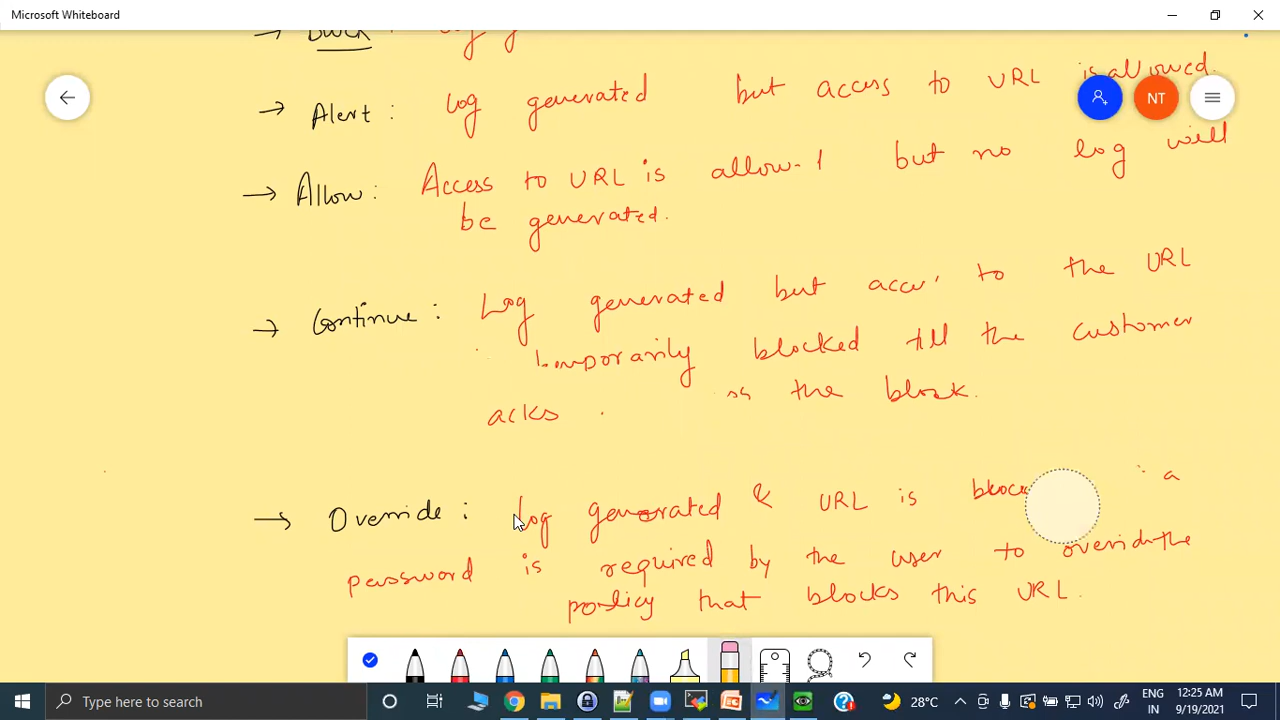 Microsoft Whiteboard
→ Block :
→ Alert : Log generated but access to URL is allowed.
NT
→ Allow : Access to URL is but no log will
be generated.
→ Continue : Log generated but to the URL
blocked till the customer
acks the block.
→ Override : Log generated & URL is a
password is required by the user to override the
policy that blocks this URL.
Type here to search
28°C
ENG
IN
12:25 AM
9/19/2021